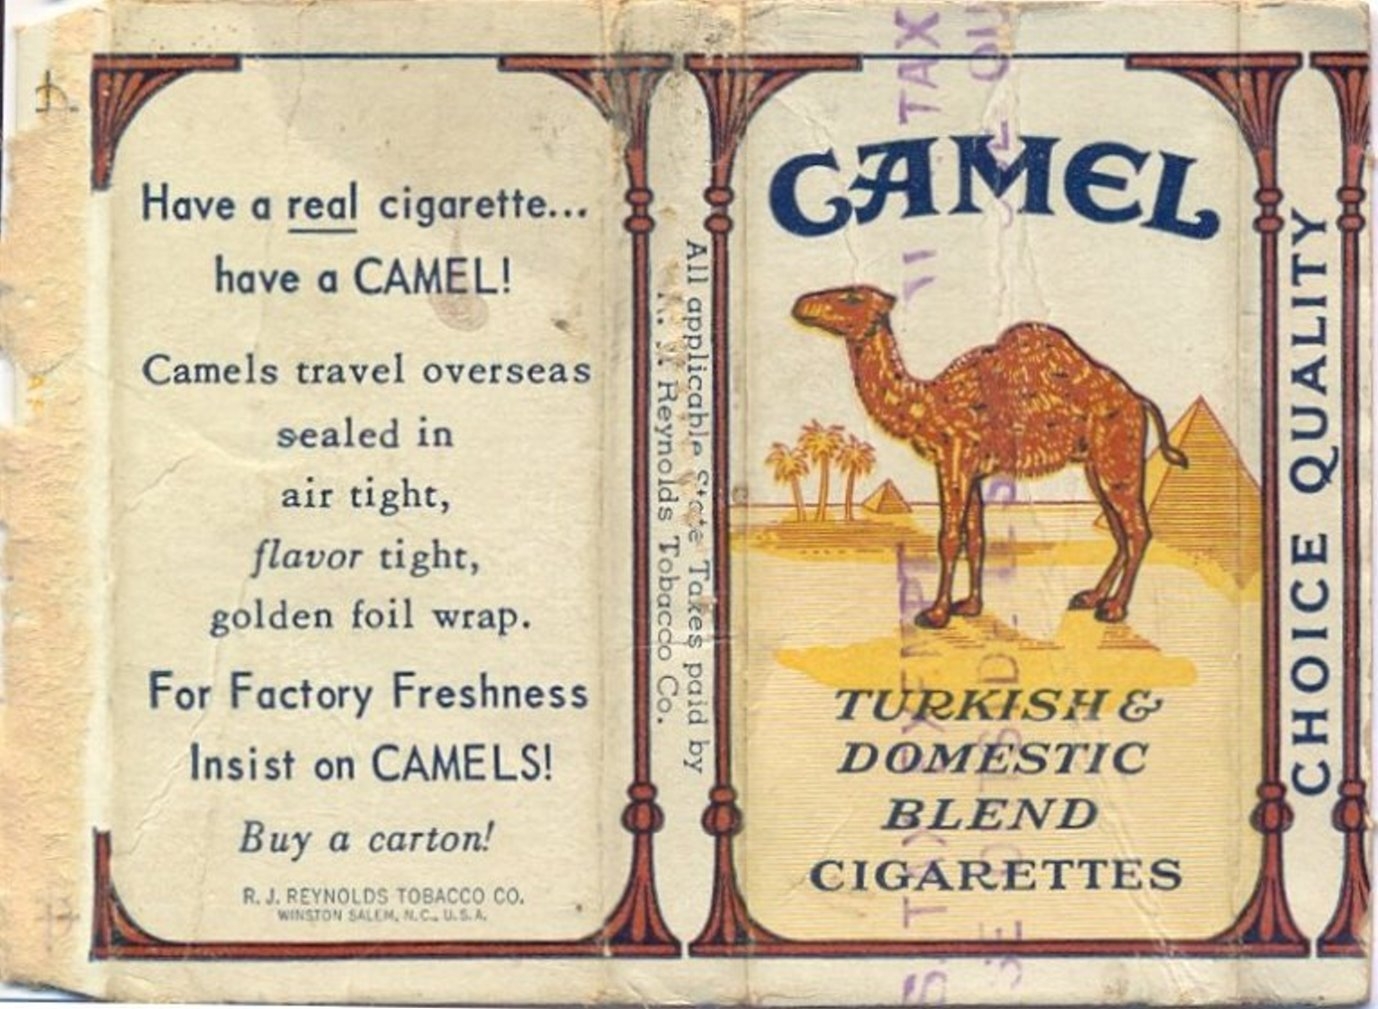 Have a real cigarette...
have a CAMEL!
Camels travel overseas
sealed in
air tight,
flavor tight,
golden foil wrap.
For Factory Freshness
Insist on CAMELS!
Buy a carton!
R. J. REYNOLDS TOBACCO CO.
WINSTON SALEM, N.C., U.S.A.
All applicable State Taxes paid by
R. J. Reynolds Tobacco Co.
CAMEL
TURKISH &
DOMESTIC
BLEND
CIGARETTES
CHOICE QUALITY
TAX